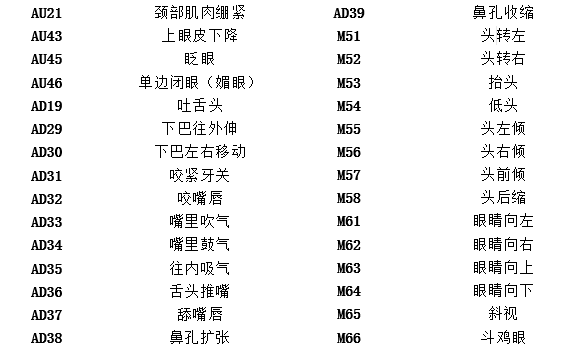 AU21 颈部肌肉绷紧 AD39 鼻孔收缩
AU43 上眼皮下降 M51 头转左
AU45 眨眼 M52 头转右
AU46 单边闭眼（媚眼） M53 抬头
AD19 吐舌头 M54 低头
AD29 下巴往外伸 M55 头左倾
AD30 下巴左右移动 M56 头右倾
AD31 咬紧牙关 M57 头前倾
AD32 咬嘴唇 M58 头后缩
AD33 嘴里吹气 M61 眼睛向左
AD34 嘴里鼓气 M62 眼睛向右
AD35 往内吸气 M63 眼睛向上
AD36 舌头推嘴 M64 眼睛向下
AD37 舔嘴唇 M65 斜视
AD38 鼻孔扩张 M66 斗鸡眼